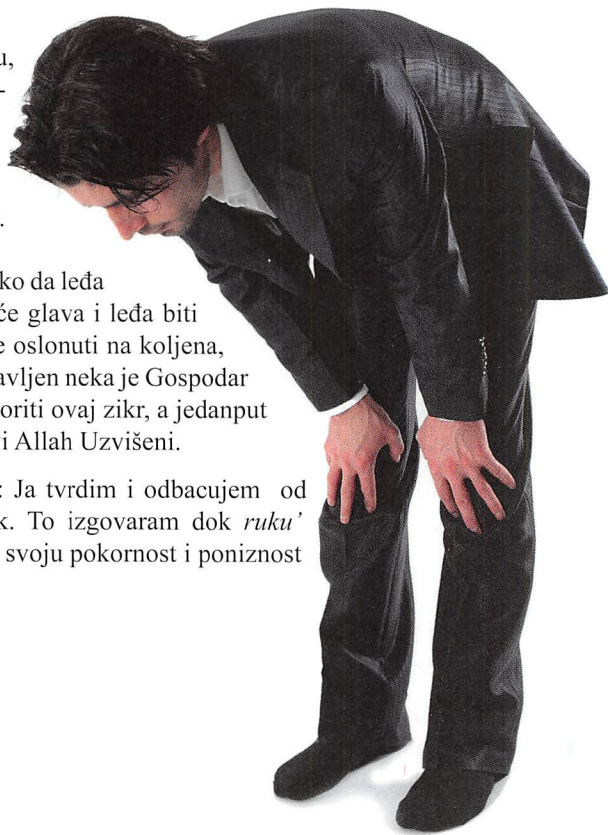 u,
-
.
ko da leđa
će glava i leđa biti
e oslonuti na koljena,
avljen neka je Gospodar
oriti ovaj zikr, a jedanput
i Allah Uzvišeni.
: Ja tvrdim i odbacujem od
k. To izgovaram dok ruku’
svoju pokornost i poniznost